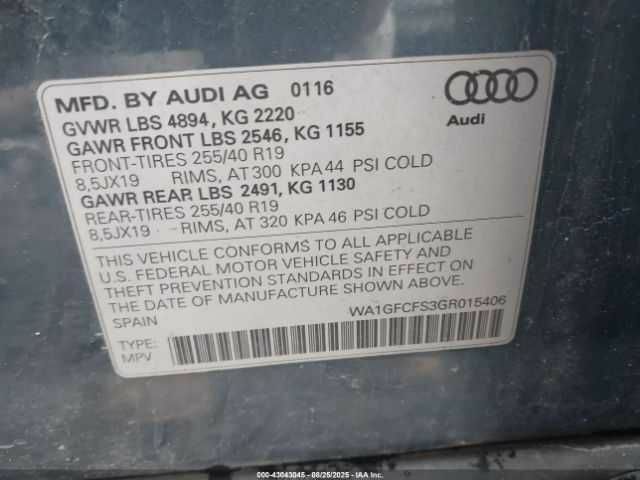 MFD. BY AUDI AG 0116
GVWR LBS 4894, KG 2220
GAWR FRONT LBS 2546, KG 1155
FRONT-TIRES 255/40 R19
8,5JX19 RIMS, AT 300 KPA 44 PSI COLD
GAWR REAR LBS 2491, KG 1130
REAR-TIRES 255/40 R19
8,5JX19 RIMS, AT 320 KPA 46 PSI COLD
Audi
THIS VEHICLE CONFORMS TO ALL APPLICABLE
U.S. FEDERAL MOTOR VEHICLE SAFETY AND
THEFT PREVENTION STANDARDS IN EFFECT ON
THE DATE OF MANUFACTURE SHOWN ABOVE.
SPAIN WA1GFCFS3GR015406
TYPE:
MPV
000-43043045 - 08/25/2025 - IAAI.COM